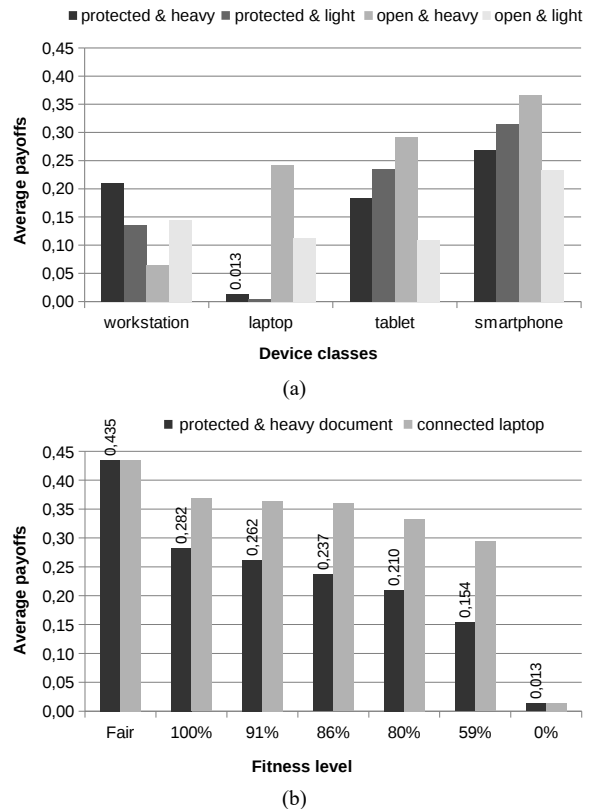 protected & heavy protected & light open & heavy open & light
Average payoffs
0,45
0,40
0,35
0,30
0,25
0,20
0,15
0,10
0,05
0,00
0.013
workstation laptop tablet smartphone
Device classes
(a)
protected & heavy document connected laptop
Average payoffs
0,45
0,40
0,35
0,30
0,25
0,20
0,15
0,10
0,05
0,00
0,435
0,282
0,262
0,237
0,210
0,154
0,013
Fair 100% 91% 86% 80% 59% 0%
Fitness level
(b)